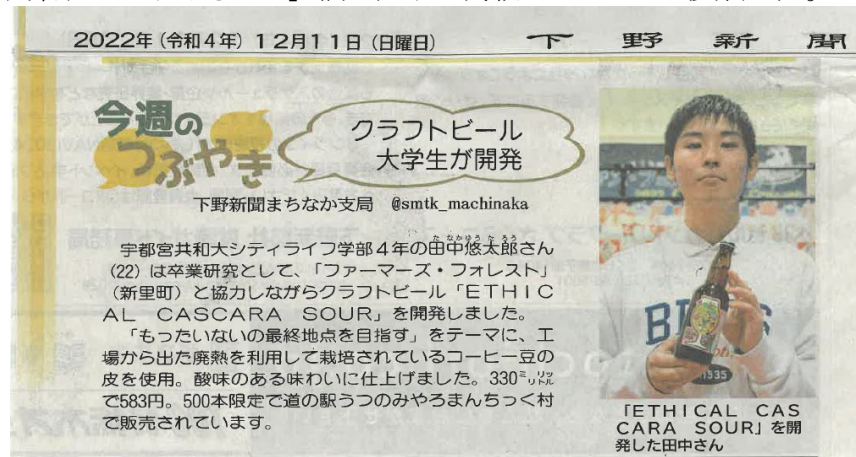 2022年(令和4年)12月11日(日曜日)
下野新聞
今週の
つぶやき
クラフトビール
大学生が開発
下野新聞まちなか支局 @smtk_machinaka
宇都宮共和大シティライフ学部4年の田中悠太郎さん
(22)は卒業研究として、「ファーマーズ・フォレスト」
(新里町)と協力しながらクラフトビール「ETHIC
AL CASCARA SOUR」を開発しました。
「もったいないの最終地点を目指す」をテーマに、工
場から出た廃熱を利用して栽培されているコーヒー豆の
皮を使用。酸味のある味わいに仕上げました。330ミリリットル
で583円。500本限定で道の駅うつのみやろまんちっく村
で販売されています。
「ETHICAL CAS
CARA SOUR」を開
発した田中さん